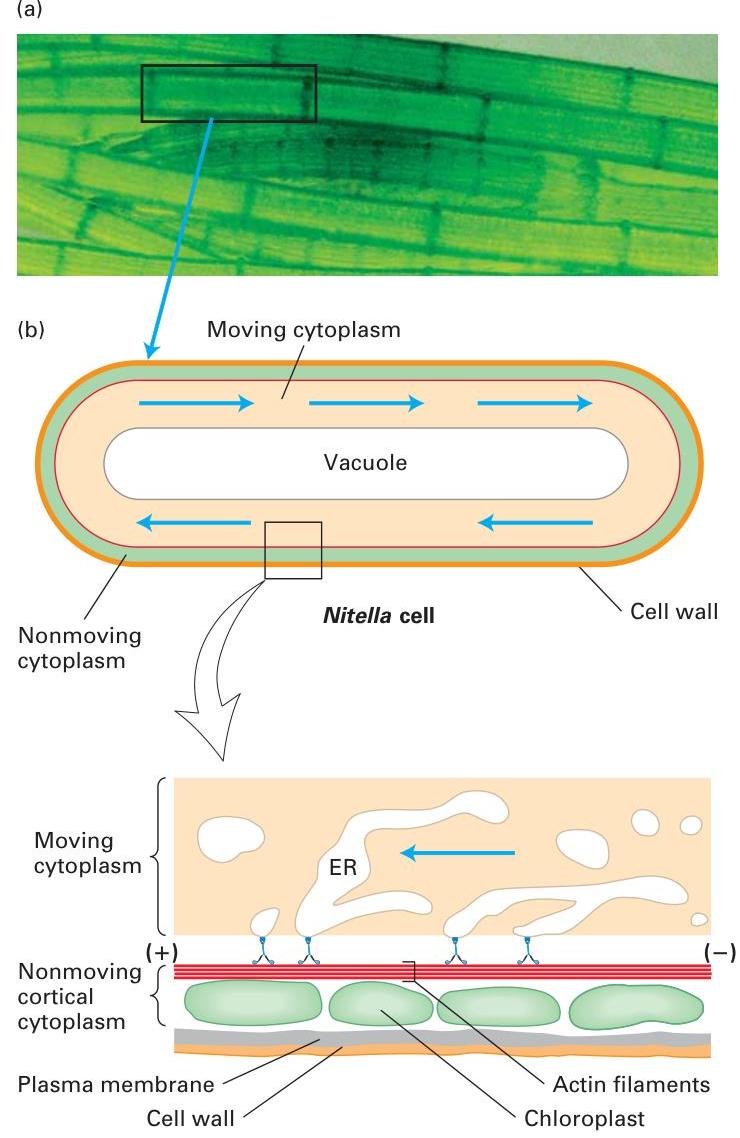 (a)
(b)
Moving cytoplasm
Vacuole
Nonmoving
cytoplasm
Nitella cell
Cell wall
Moving
cytoplasm
ER
(+)
(−)
Nonmoving
cortical
cytoplasm
Plasma membrane
Actin filaments
Cell wall
Chloroplast